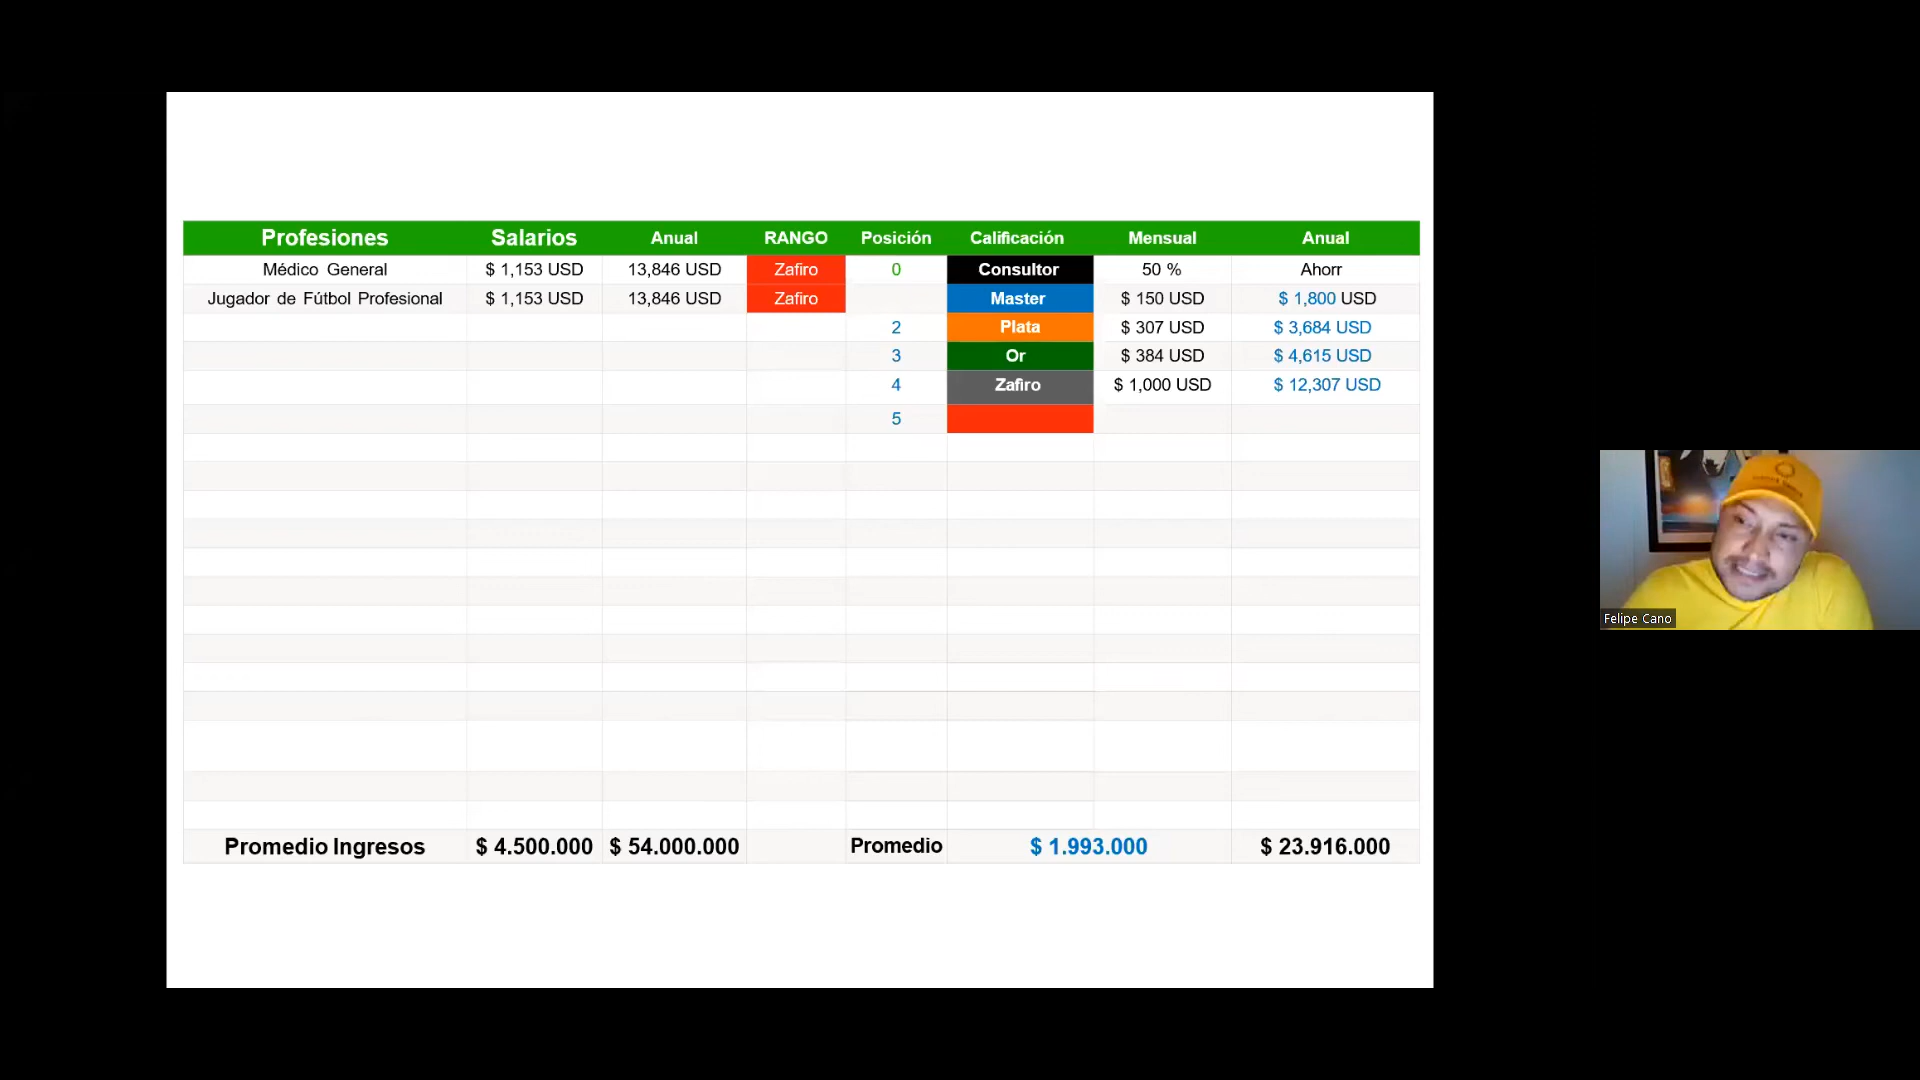 Profesiones Salarios Anual RANGO Posición Calificación Mensual Anual
Médico General $ 1,153 USD 13,846 USD Zafiro 0 Consultor 50 % Ahorr
Jugador de Fútbol Profesional $ 1,153 USD 13,846 USD Zafiro Master $ 150 USD $ 1,800 USD
2 Plata $ 307 USD $ 3,684 USD
3 Or $ 384 USD $ 4,615 USD
4 Zafiro $ 1,000 USD $ 12,307 USD
5
Promedio Ingresos $ 4.500.000 $ 54.000.000 Promedio $ 1.993.000 $ 23.916.000
Felipe Cano